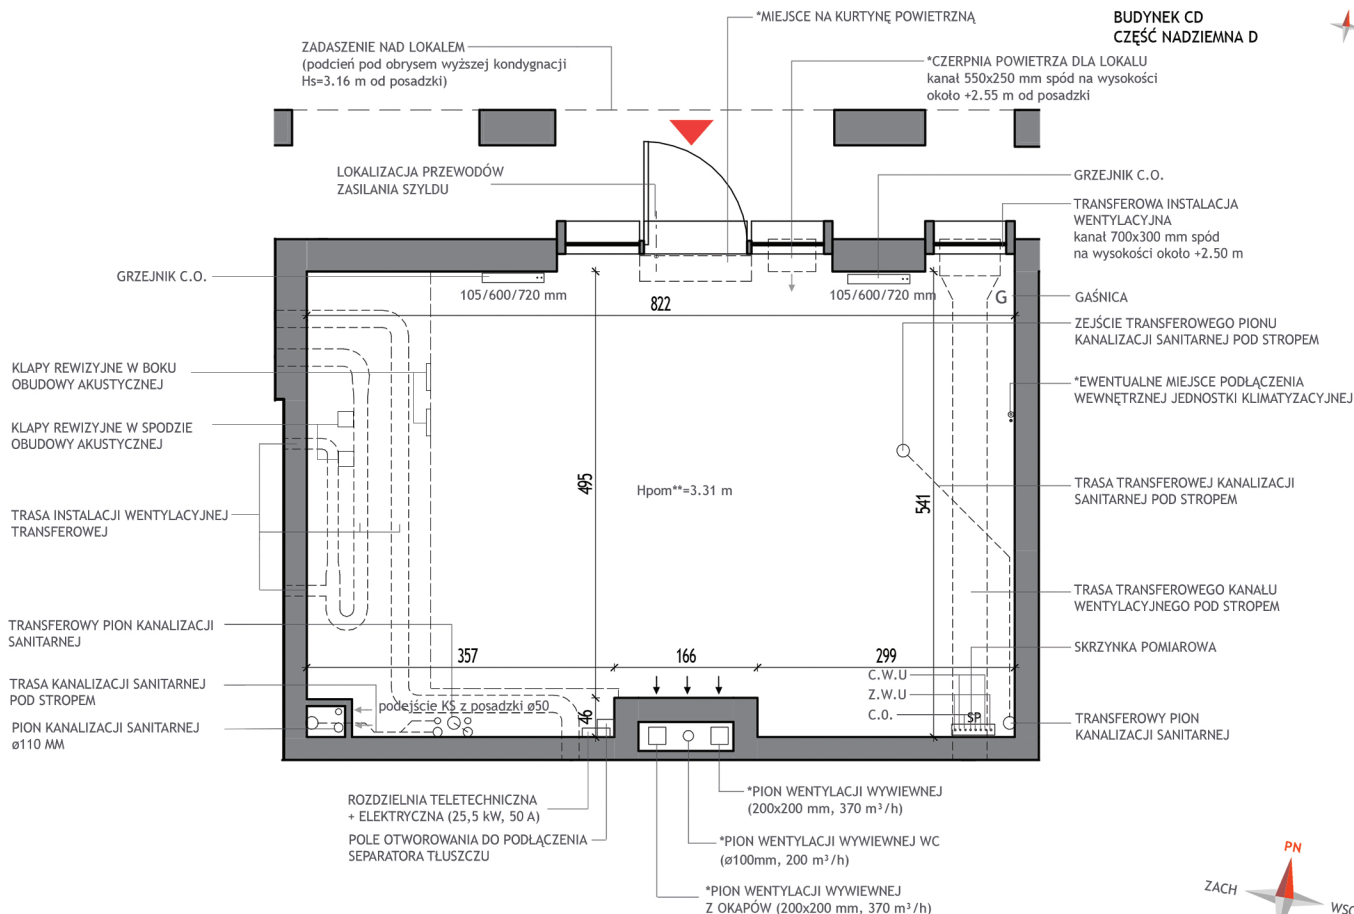 *MIEJSCE NA KURTYNĘ POWIETRZNĄ
BUDYNEK CD
CZĘŚĆ NADZIEMNA D
ZADASZENIE NAD LOKALEM
(podcień pod obrysem wyższej kondygnacji
Hs=3.16 m od posadzki)
*CZERPNIA POWIETRZA DLA LOKALU
kanał 550x250 mm spód na wysokości
około +2.55 m od posadzki
LOKALIZACJA PRZEWODÓW
ZASILANIA SZYLDU
GRZEJNIK C.O.
TRANSFEROWA INSTALACJA
WENTYLACYJNA
kanał 700x300 mm spód
na wysokości około +2.50 m
GRZEJNIK C.O.
105/600/720 mm
105/600/720 mm
G
GAŚNICA
822
ZEJŚCIE TRANSFEROWEGO PIONU
KANALIZACJI SANITARNEJ POD STROPEM
KLAPY REWIZYJNE W BOKU
OBUDOWY AKUSTYCZNEJ
*EWENTUALNE MIEJSCE PODŁĄCZENIA
WEWNĘTRZNEJ JEDNOSTKI KLIMATYZACYJNEJ
KLAPY REWIZYJNE W SPODZIE
OBUDOWY AKUSTYCZNEJ
495
Hpom**=3.31 m
541
TRASA TRANSFEROWEJ KANALIZACJI
SANITARNEJ POD STROPEM
TRASA INSTALACJI WENTYLACYJNEJ
TRANSFEROWEJ
TRASA TRANSFEROWEGO KANAŁU
WENTYLACYJNEGO POD STROPEM
TRANSFEROWY PION KANALIZACJI
SANITARNEJ
SKRZYNKA POMIAROWA
357
166
299
C.W.U
Z.W.U
C.O.
SP
TRASA KANALIZACJI SANITARNEJ
POD STROPEM
podejście KS z posadzki ø50
46
PION KANALIZACJI SANITARNEJ
ø110 MM
TRANSFEROWY PION
KANALIZACJI SANITARNEJ
ROZDZIELNIA TELETECHNICZNA
+ ELEKTRYCZNA (25,5 kW, 50 A)
*PION WENTYLACJI WYWIEWNEJ
(200x200 mm, 370 m³/h)
POLE OTWOROWANIA DO PODŁĄCZENIA
SEPARATORA TŁUSZCZU
*PION WENTYLACJI WYWIEWNEJ WC
(ø100mm, 200 m³/h)
*PION WENTYLACJI WYWIEWNEJ
Z OKAPÓW (200x200 mm, 370 m³/h)
PN
ZACH
WSC